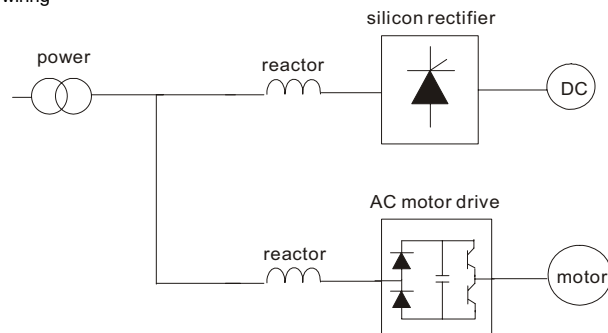 wiring
silicon rectifier
power
reactor
DC
AC motor drive
reactor
motor